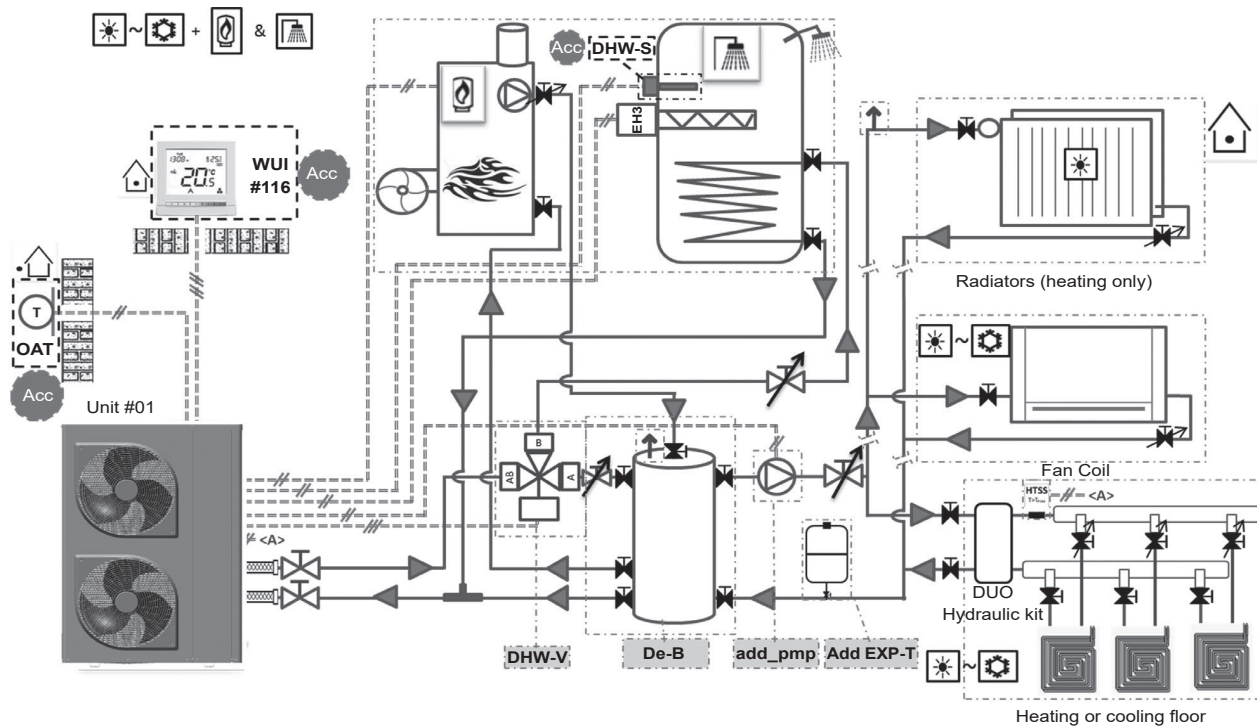 + &
Acc
DHW-S
EH3
WUI
#116
Acc
20.5
°C
Radiators (heating only)
T
OAT
Acc
Unit #01
B
AB
A
Fan Coil
HTSS
<A>
<A>
DUO
Hydraulic kit
DHW-V
De-B
add_pmp
Add EXP-T
Heating or cooling floor